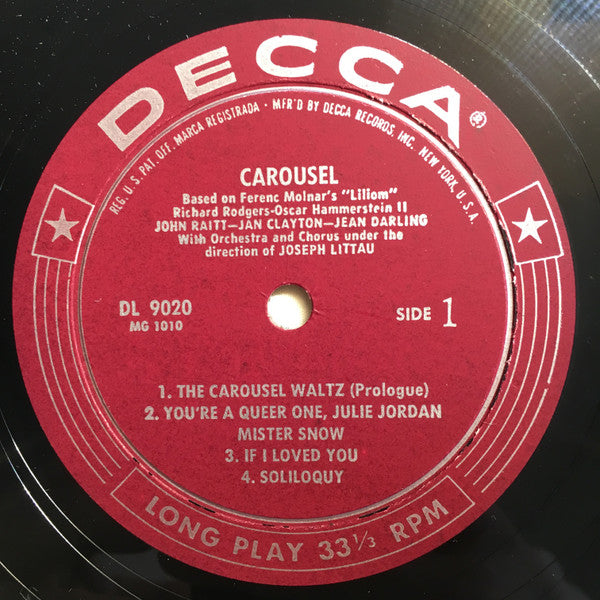 DECCA®
REG. U.S. PAT. OFF. MARCA REGISTRADA • MFR'D BY DECCA RECORDS, INC. NEW YORK, U.S.A.
CAROUSEL
Based on Ferenc Molnar's "Liliom"
Richard Rodgers-Oscar Hammerstein II
JOHN RAITT—JAN CLAYTON—JEAN DARLING
With Orchestra and Chorus under the
direction of JOSEPH LITTAU
DL 9020
MG 1010
SIDE 1
1. THE CAROUSEL WALTZ (Prologue)
2. YOU'RE A QUEER ONE, JULIE JORDAN
MISTER SNOW
3. IF I LOVED YOU
4. SOLILOQUY
LONG PLAY 33⅓ RPM